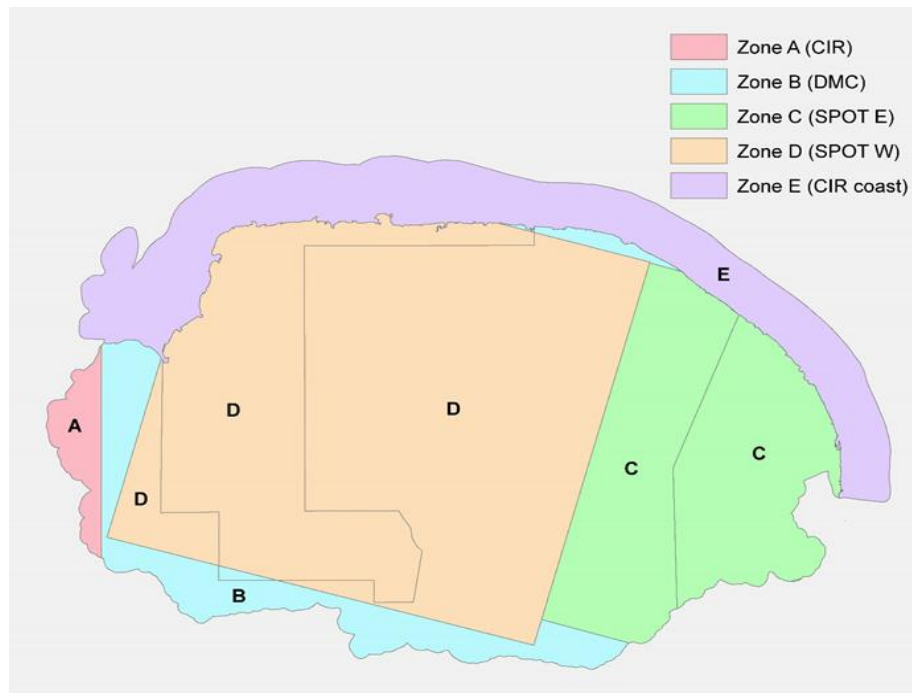 Zone A (CIR)
Zone B (DMC)
Zone C (SPOT E)
Zone D (SPOT W)
Zone E (CIR coast)
E
A
D
D
C
C
D
B